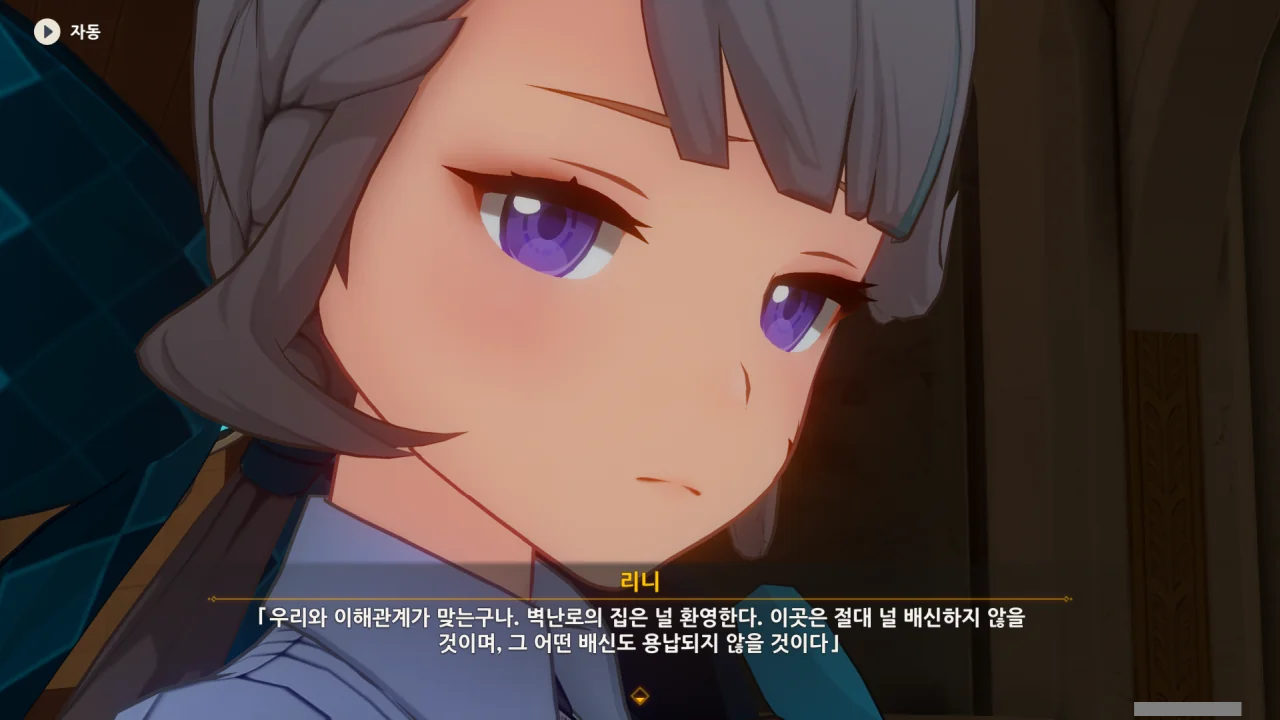 자동
리니
「우리와 이해관계가 맞는구나. 벽난로의 집은 널 환영한다. 이곳은 절대 널 배신하지 않을
것이며, 그 어떤 배신도 용납되지 않을 것이다」